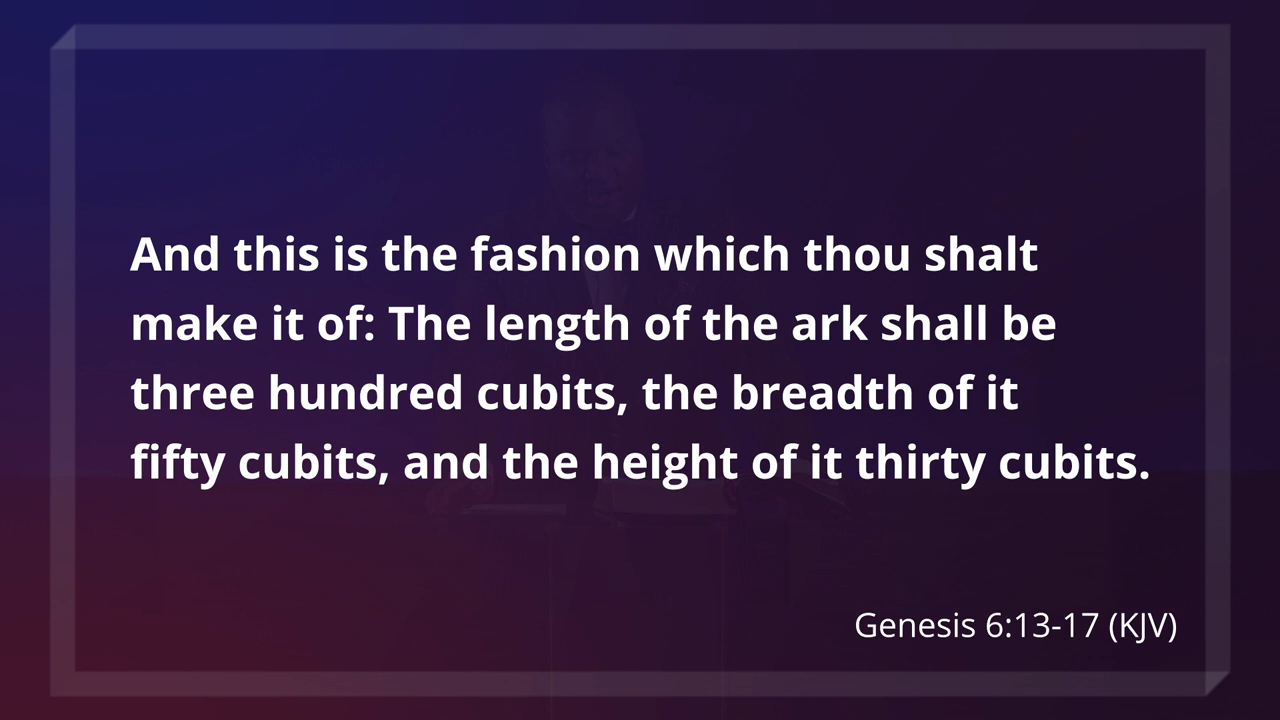 And this is the fashion which thou shalt
make it of: The length of the ark shall be
three hundred cubits, the breadth of it
fifty cubits, and the height of it thirty cubits.
Genesis 6:13-17 (KJV)